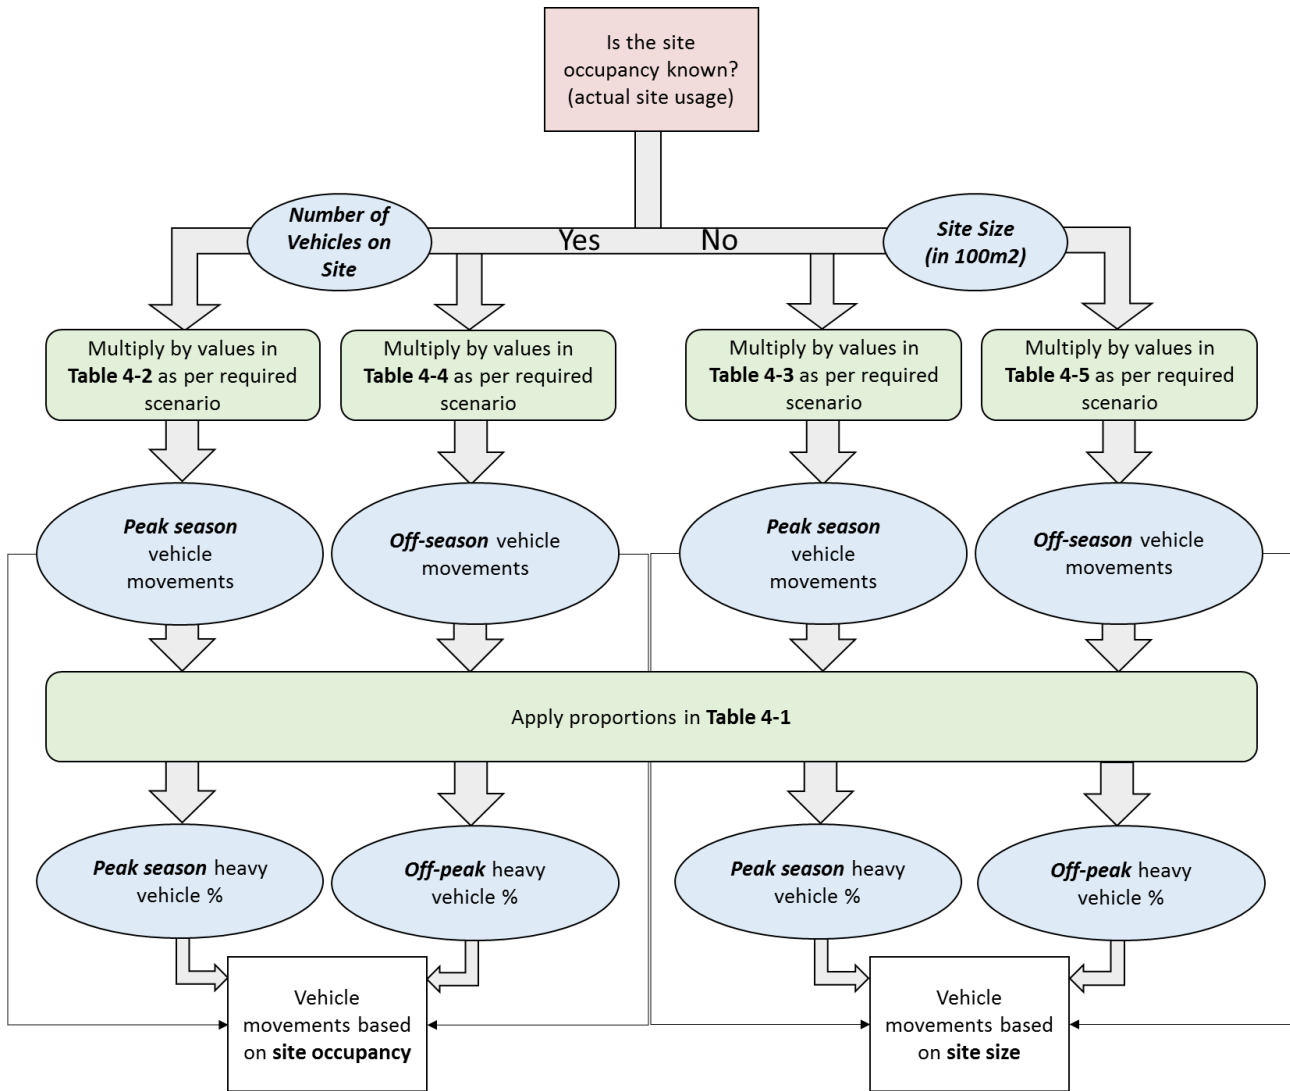 Is the site
occupancy known?
(actual site usage)
Number of
Vehicles on
Site
Yes
No
Site Size
(in 100m2)
Multiply by values in
Table 4-2 as per required
scenario
Multiply by values in
Table 4-4 as per required
scenario
Multiply by values in
Table 4-3 as per required
scenario
Multiply by values in
Table 4-5 as per required
scenario
Peak season
vehicle
movements
Off-season vehicle
movements
Peak season
vehicle
movements
Off-season vehicle
movements
Apply proportions in Table 4-1
Peak season heavy
vehicle %
Off-peak heavy
vehicle %
Peak season heavy
vehicle %
Off-peak heavy
vehicle %
Vehicle
movements based
on site occupancy
Vehicle
movements based
on site size